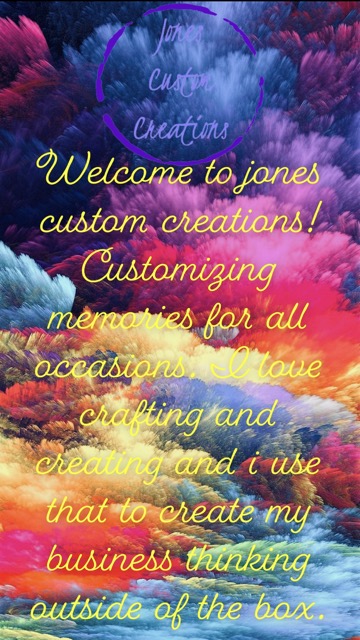 Jones
Custom
Creations
Welcome to jones
custom creations!
Customizing
memories for all
occasions. I love
crafting and
creating and i use
that to create my
business thinking
outside of the box.